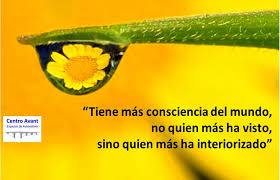 Centro Avant
"Tiene más consciencia del mundo,
no quien más ha visto,
sino quien más ha interiorizado"